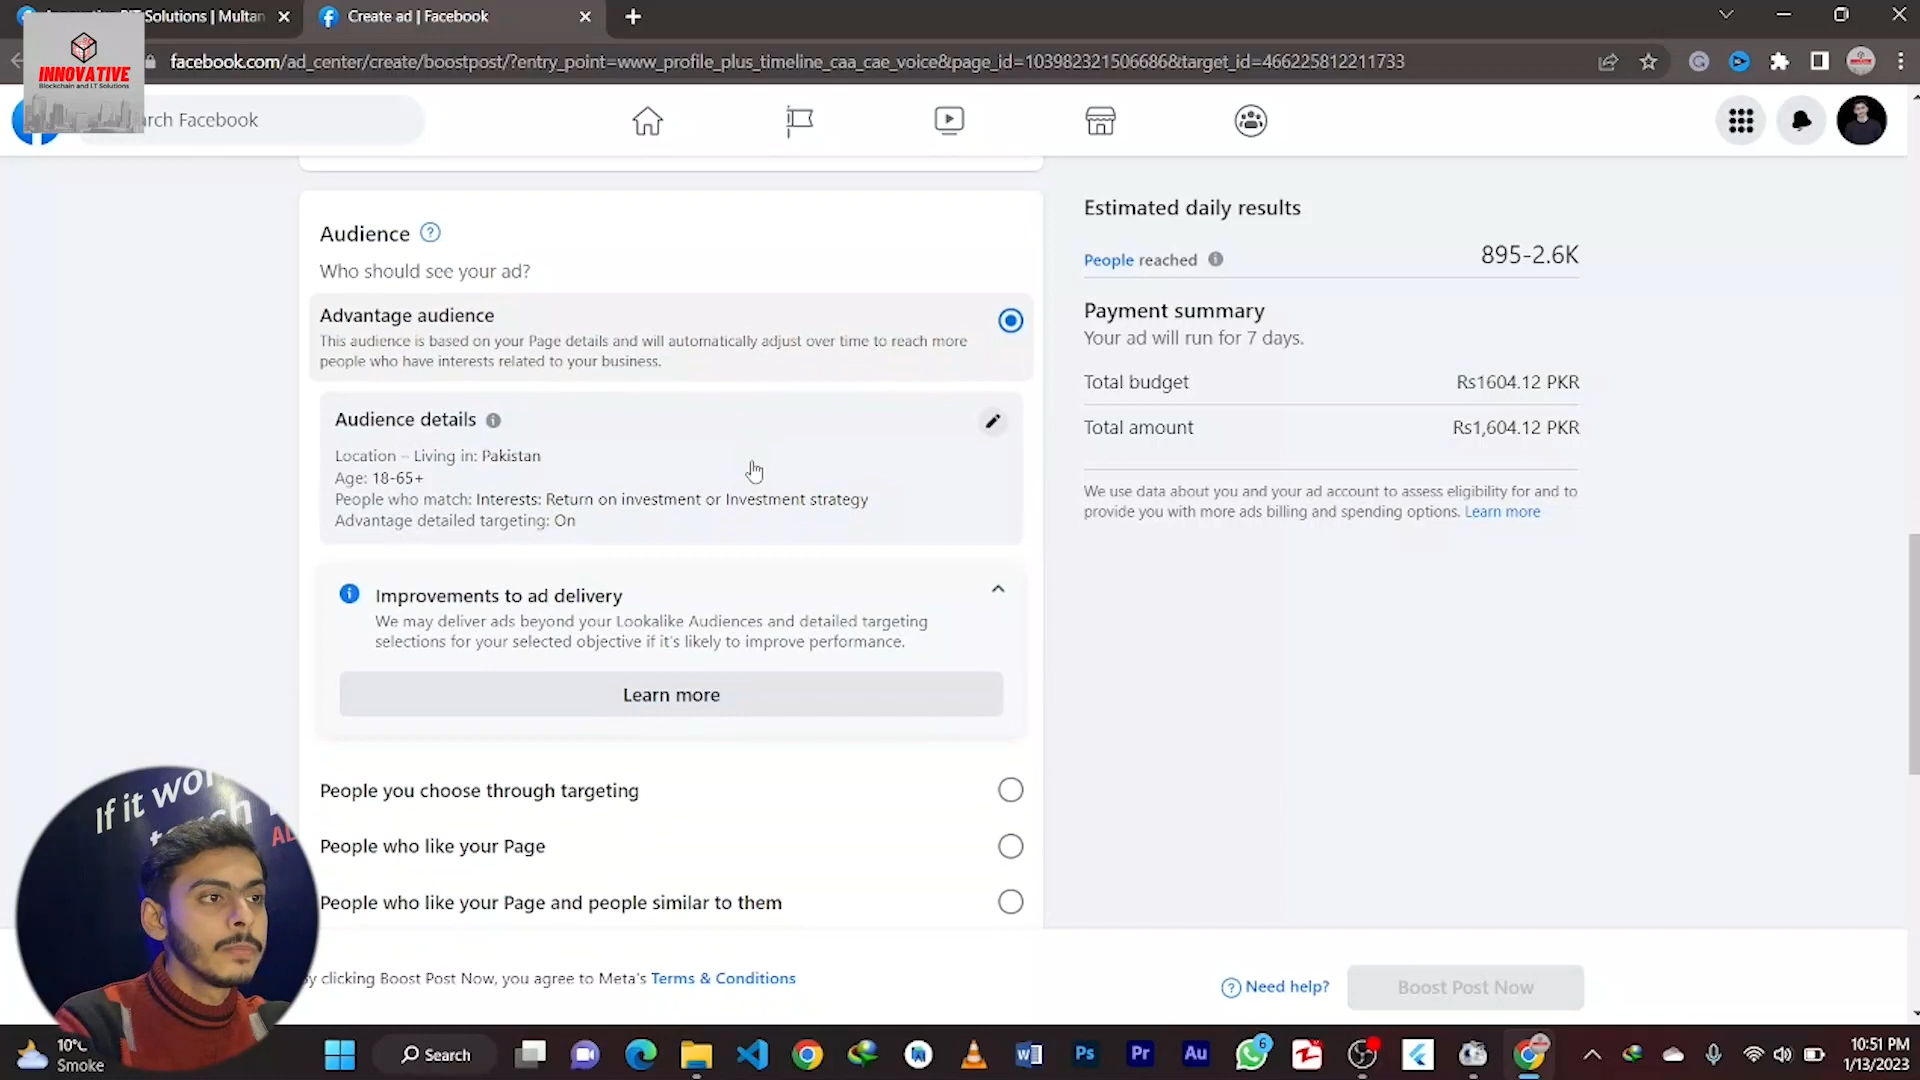 Solutions | Multan
Create ad | Facebook
facebook.com/ad_center/create/boostpost/?entry_point=www_profile_plus_timeline_caa_cae_voice&page_id=103982321506686&target_id=466225812211733
INNOVATIVE
Blockchain and I.T Solutions
rch Facebook
Audience
Who should see your ad?
Advantage audience
This audience is based on your Page details and will automatically adjust over time to reach more
people who have interests related to your business.
Audience details
Location – Living in: Pakistan
Age: 18-65+
People who match: Interests: Return on investment or Investment strategy
Advantage detailed targeting: On
Improvements to ad delivery
We may deliver ads beyond your Lookalike Audiences and detailed targeting
selections for your selected objective if it's likely to improve performance.
Learn more
People you choose through targeting
People who like your Page
People who like your Page and people similar to them
Estimated daily results
People reached 895-2.6K
Payment summary
Your ad will run for 7 days.
Total budget Rs1604.12 PKR
Total amount Rs1,604.12 PKR
We use data about you and your ad account to assess eligibility for and to
provide you with more ads billing and spending options. Learn more
y clicking Boost Post Now, you agree to Meta's Terms & Conditions
Need help?
Boost Post Now
If it wor
10°C
Smoke
Search
Ps
Pr
Au
6
10:51 PM
1/13/2023